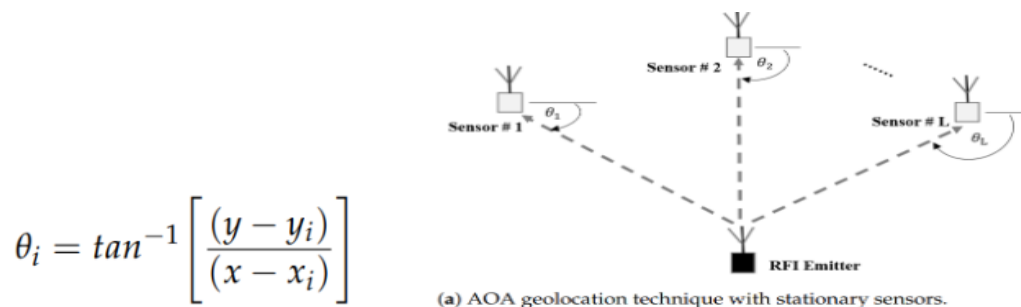 θ₂
Sensor # 2
θ₁
Sensor # 1
Sensor # L
θ_L
θᵢ = tan⁻¹ [ (y − yᵢ) / (x − xᵢ) ]
RFI Emitter
(a) AOA geolocation technique with stationary sensors.